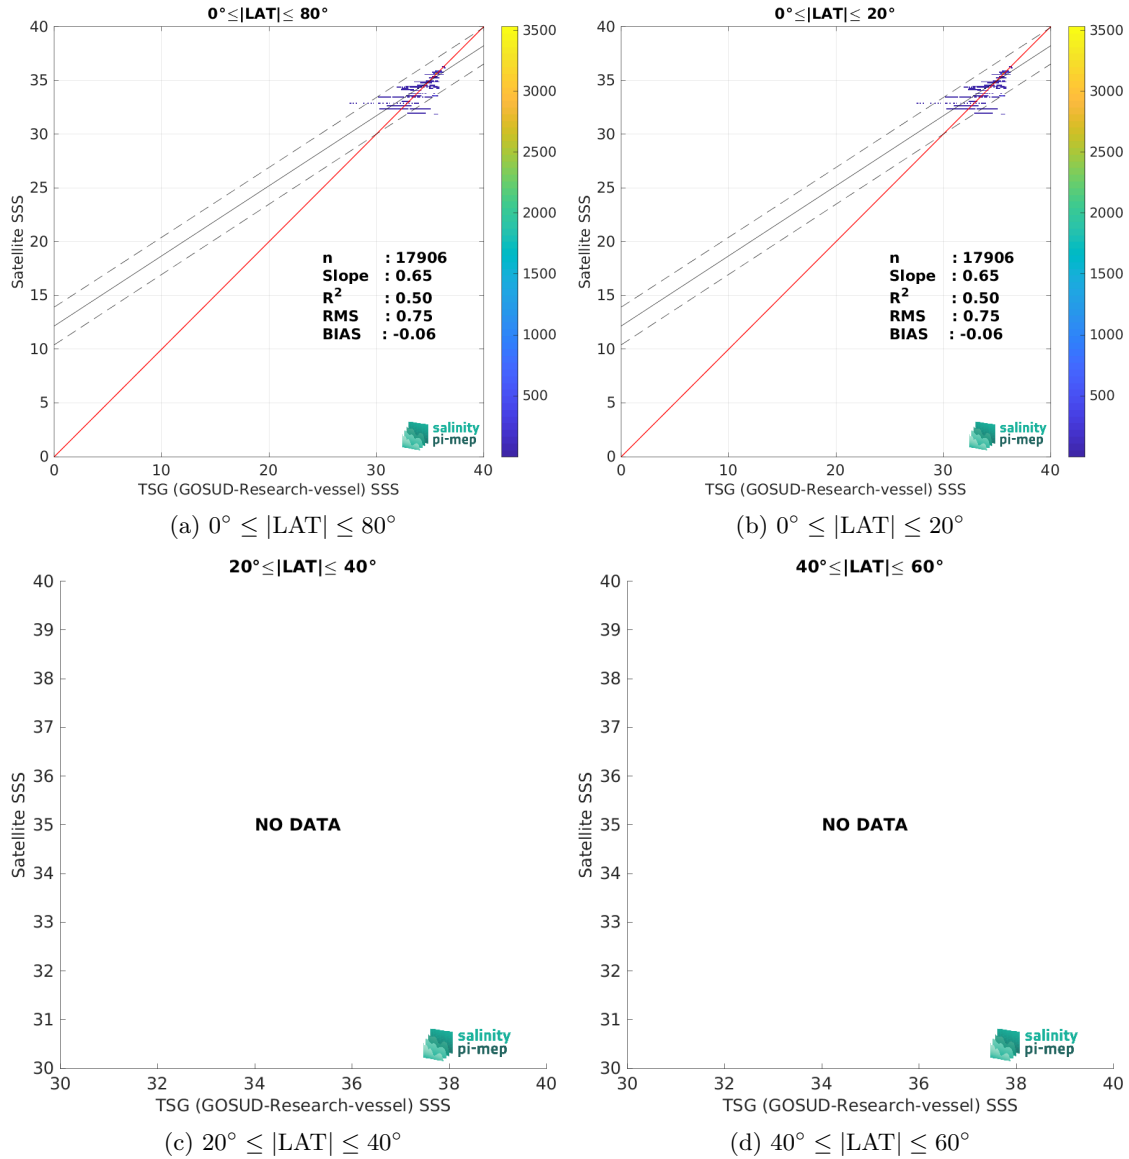 0°≤|LAT|≤ 80°
40
35
30
25
20
15
10
5
0
Satellite SSS
n : 17906
Slope : 0.65
R² : 0.50
RMS : 0.75
BIAS : -0.06
salinity
pi-mep
0 10 20 30 40
TSG (GOSUD-Research-vessel) SSS
3500
3000
2500
2000
1500
1000
500
(a) 0° ≤ |LAT| ≤ 80°
0°≤|LAT|≤ 20°
40
35
30
25
20
15
10
5
0
Satellite SSS
n : 17906
Slope : 0.65
R² : 0.50
RMS : 0.75
BIAS : -0.06
salinity
pi-mep
0 10 20 30 40
TSG (GOSUD-Research-vessel) SSS
3500
3000
2500
2000
1500
1000
500
(b) 0° ≤ |LAT| ≤ 20°
20°≤|LAT|≤ 40°
40
39
38
37
36
35
34
33
32
31
30
Satellite SSS
NO DATA
salinity
pi-mep
30 32 34 36 38 40
TSG (GOSUD-Research-vessel) SSS
(c) 20° ≤ |LAT| ≤ 40°
40°≤|LAT|≤ 60°
40
39
38
37
36
35
34
33
32
31
30
Satellite SSS
NO DATA
salinity
pi-mep
30 32 34 36 38 40
TSG (GOSUD-Research-vessel) SSS
(d) 40° ≤ |LAT| ≤ 60°